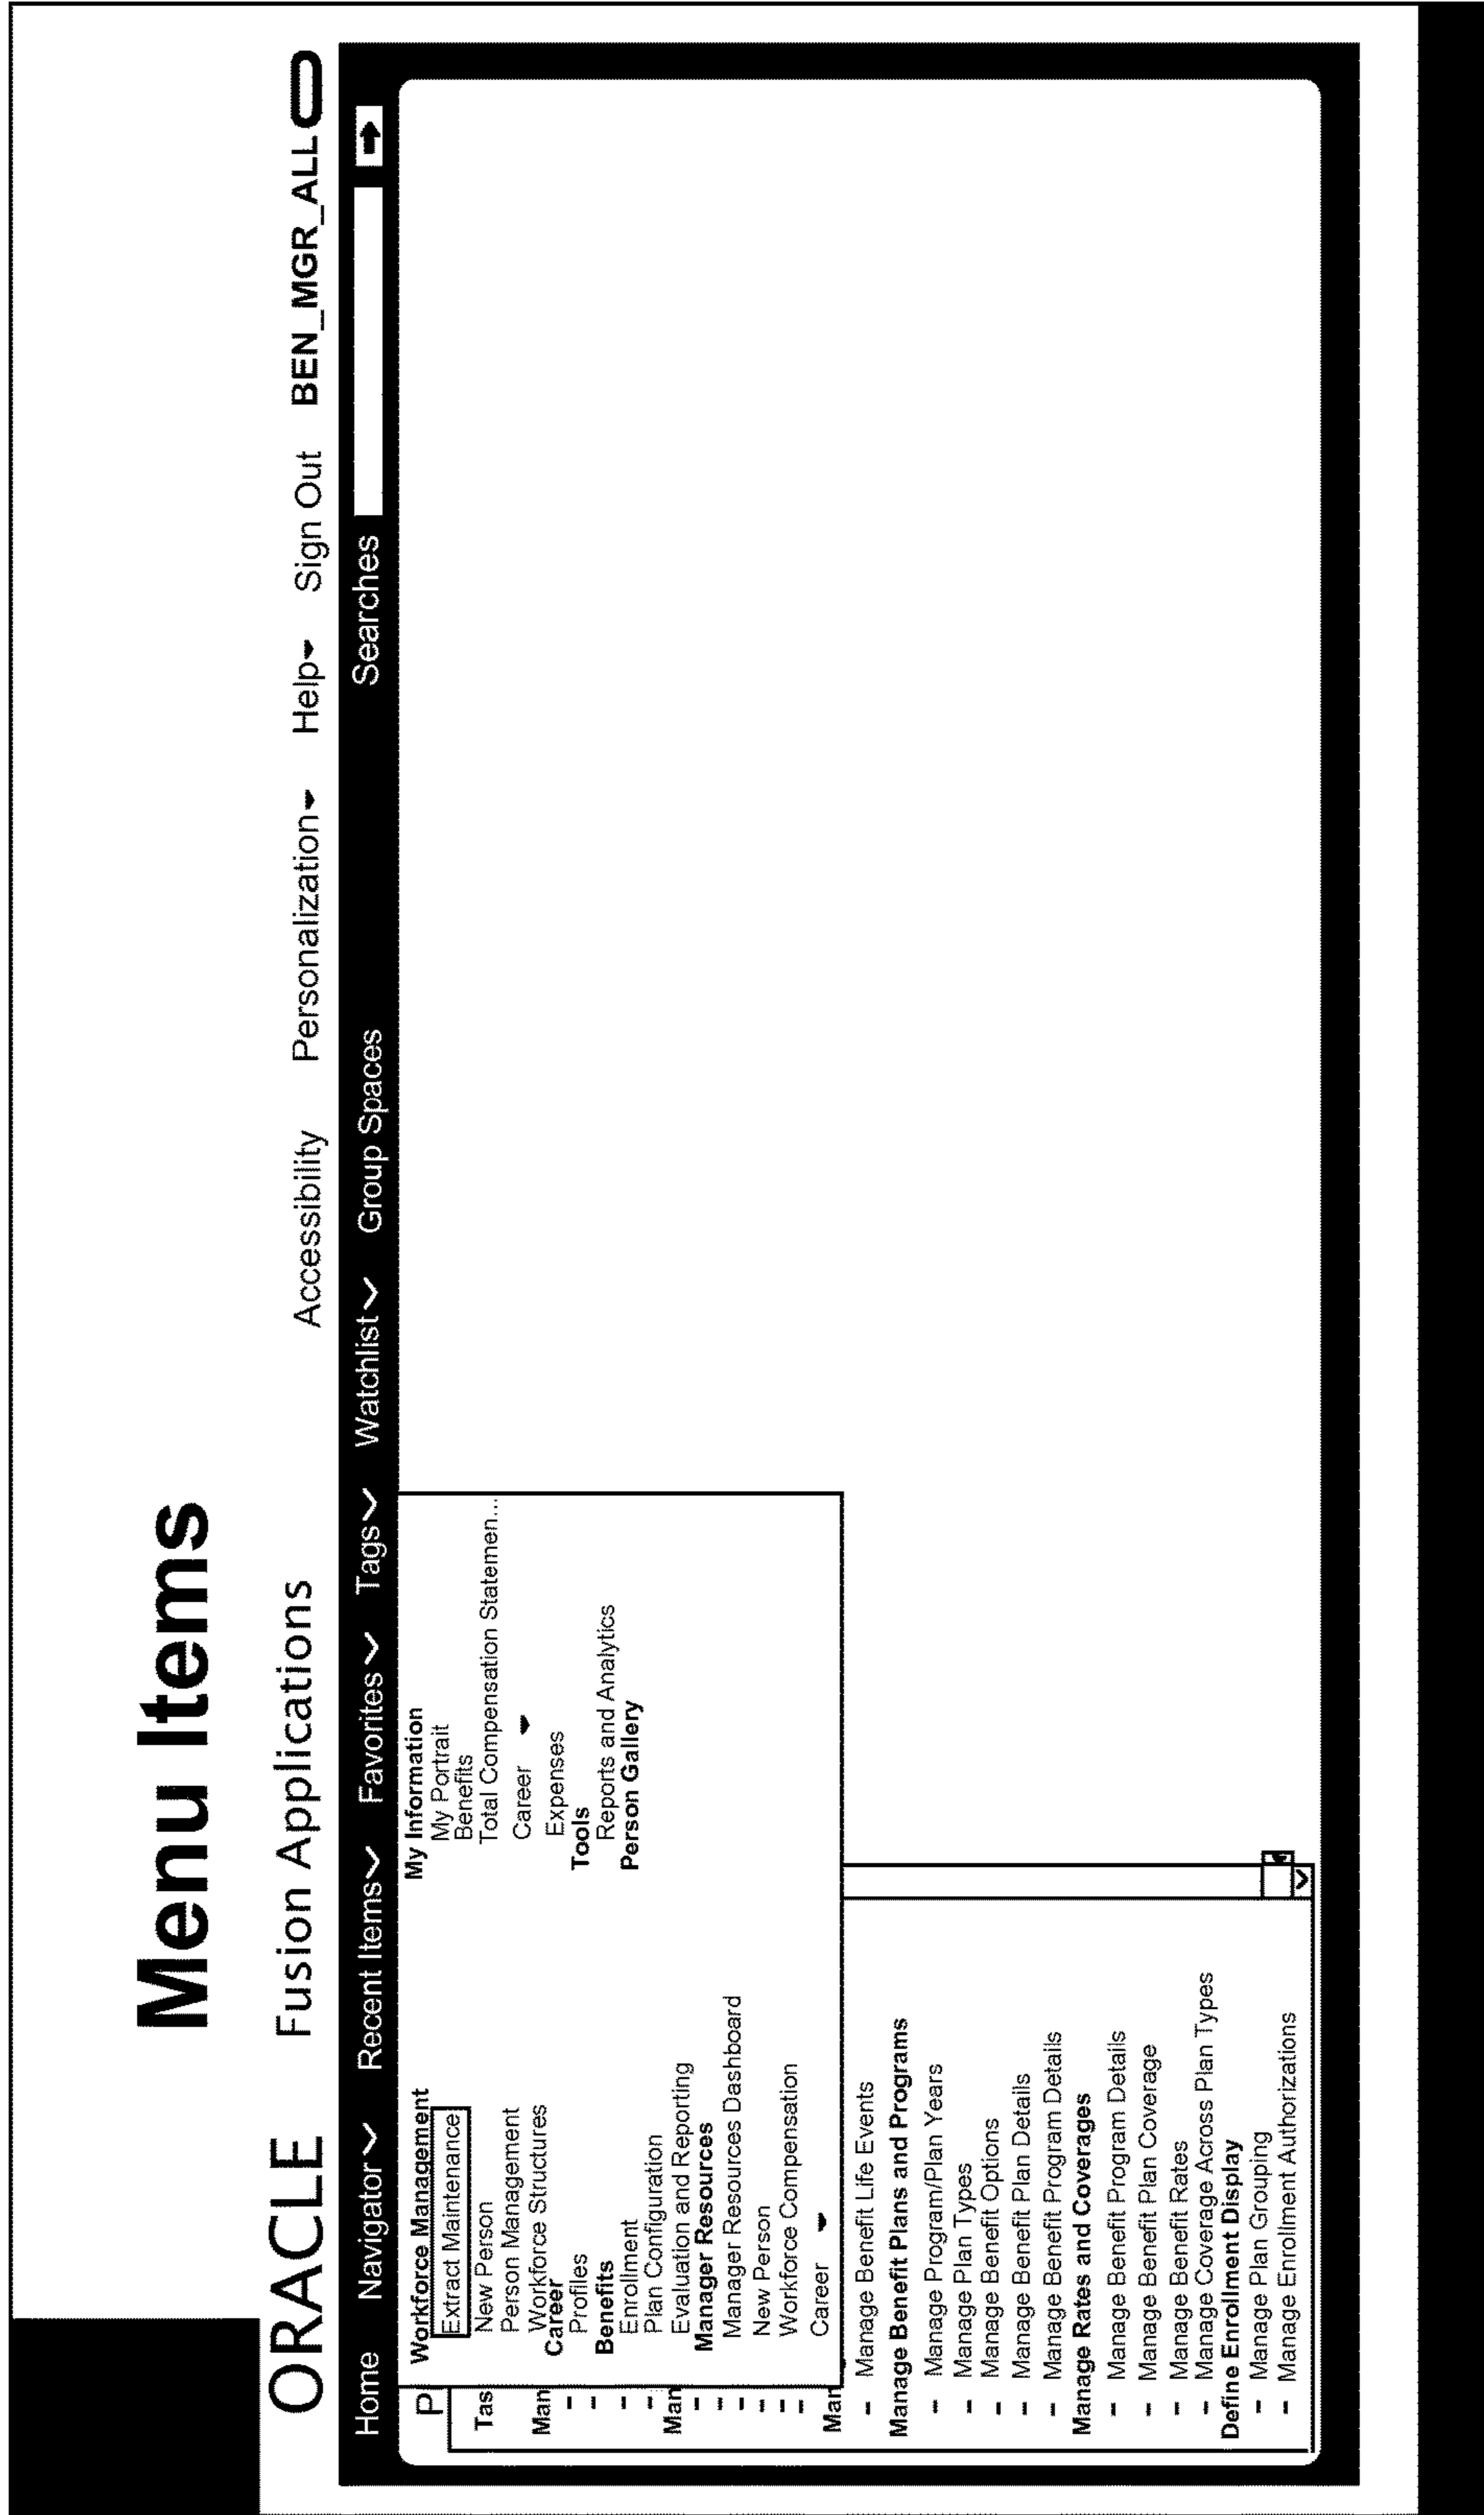 Menu Items
ORACLE Fusion Applications Accessibility Personalization Help Sign Out BEN_MGR_ALL
Home Navigator Recent Items Favorites Tags Watchlist Group Spaces Searches
Workforce Management
Extract Maintenance
New Person
Person Management
Workforce Structures
Career
Profiles
Benefits
Enrollment
Plan Configuration
Evaluation and Reporting
Manager Resources
Manager Resources Dashboard
New Person
Workforce Compensation
Career
My Information
My Portrait
Benefits
Total Compensation Statemen...
Career
Expenses
Tools
Reports and Analytics
Person Gallery
P
Tas
Man
-
-
-
-
Man
-
-
-
-
-
Mar
- Manage Benefit Life Events
Manage Benefit Plans and Programs
- Manage Program/Plan Years
- Manage Plan Types
- Manage Benefit Options
- Manage Benefit Plan Details
- Manage Benefit Program Details
Manage Rates and Coverages
- Manage Benefit Program Details
- Manage Benefit Plan Coverage
- Manage Benefit Rates
- Manage Coverage Across Plan Types
Define Enrollment Display
- Manage Plan Grouping
- Manage Enrollment Authorizations